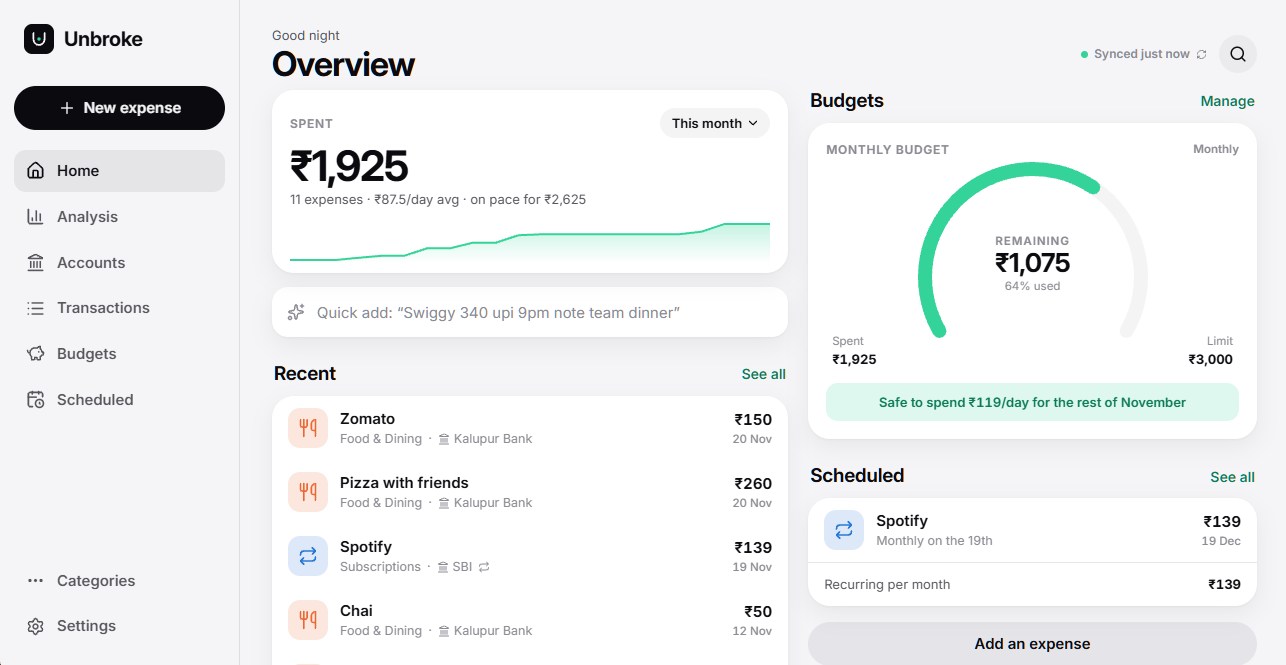 Unbroke
New expense
Home
Analysis
Accounts
Transactions
Budgets
Scheduled
Categories
Settings
Good night
Overview
Synced just now
SPENT
This month
₹1,925
11 expenses · ₹87.5/day avg · on pace for ₹2,625
Quick add: “Swiggy 340 upi 9pm note team dinner”
Recent
See all
Zomato
₹150
Food & Dining · Kalupur Bank
20 Nov
Pizza with friends
₹260
Food & Dining · Kalupur Bank
20 Nov
Spotify
₹139
Subscriptions · SBI
19 Nov
Chai
₹50
Food & Dining · Kalupur Bank
12 Nov
Budgets
Manage
MONTHLY BUDGET
Monthly
REMAINING
₹1,075
64% used
Spent
Limit
₹1,925
₹3,000
Safe to spend ₹119/day for the rest of November
Scheduled
See all
Spotify
₹139
Monthly on the 19th
19 Dec
Recurring per month
₹139
Add an expense